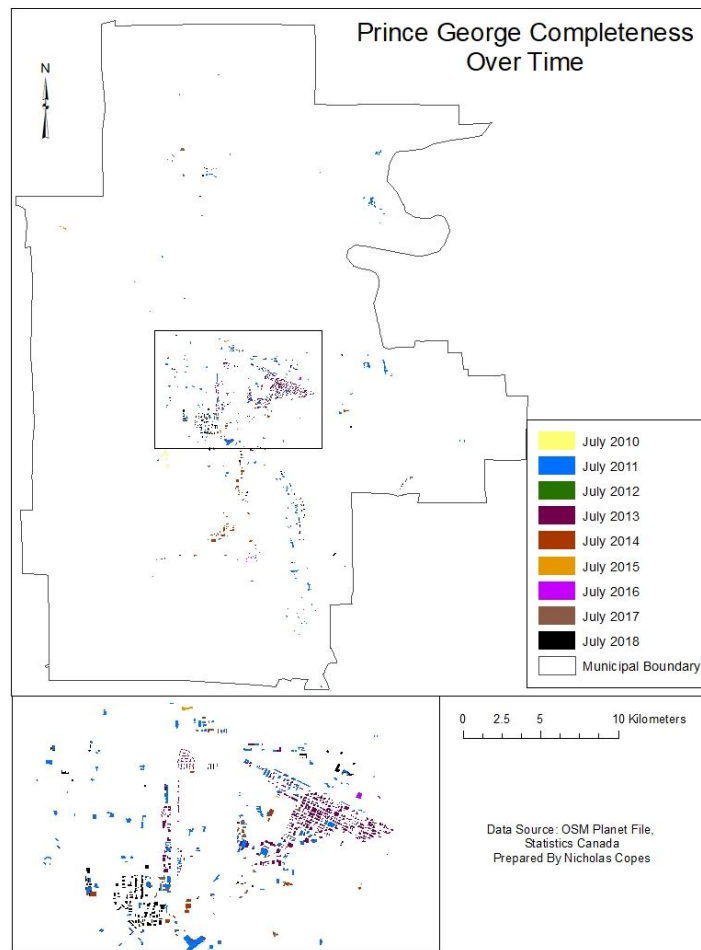 Prince George Completeness
Over Time
N
July 2010
July 2011
July 2012
July 2013
July 2014
July 2015
July 2016
July 2017
July 2018
Municipal Boundary
0 2.5 5 10 Kilometers
Data Source: OSM Planet File,
Statistics Canada
Prepared By Nicholas Copes